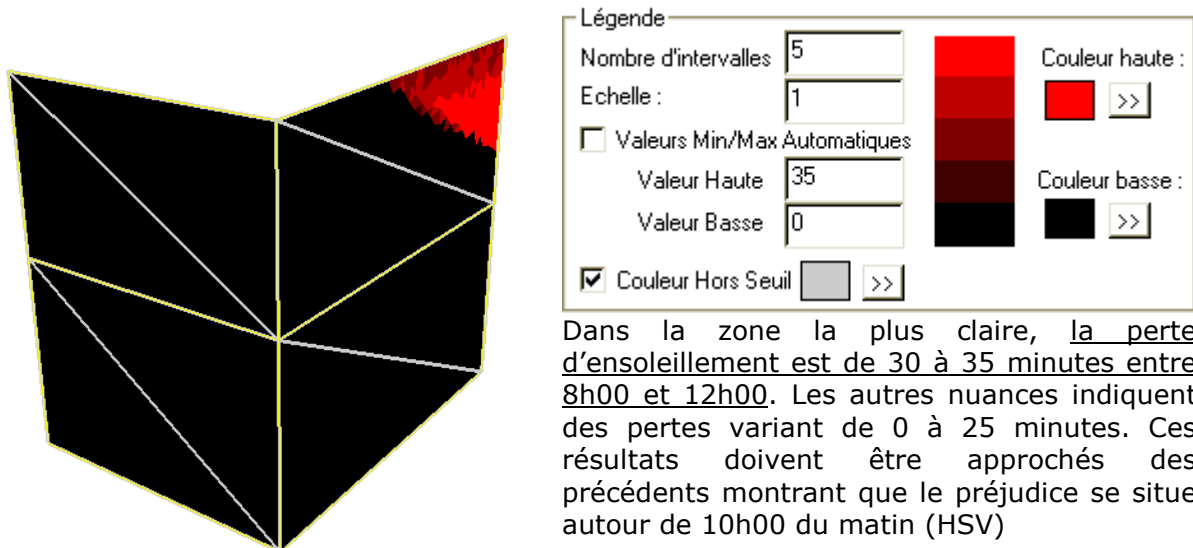 Légende
Nombre d'intervalles 5
Couleur haute :
Echelle : 1
>>
Valeurs Min/Max Automatiques
Valeur Haute 35
Couleur basse :
Valeur Basse 0
>>
Couleur Hors Seuil >>
Dans la zone la plus claire, la perte
d’ensoleillement est de 30 à 35 minutes entre
8h00 et 12h00. Les autres nuances indiquent
des pertes variant de 0 à 25 minutes. Ces
résultats doivent être approchés des
précédents montrant que le préjudice se situe
autour de 10h00 du matin (HSV)